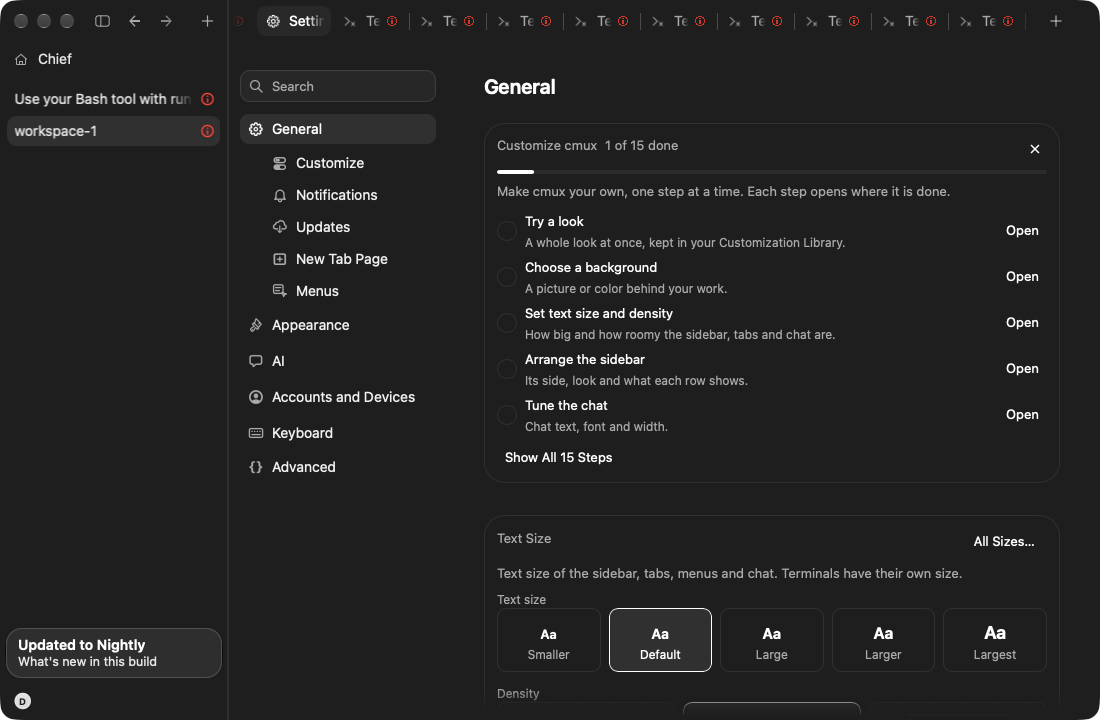 Settin
Te
Te
Te
Te
Te
Te
Te
Te
Te
Chief
Use your Bash tool with run
workspace-1
Updated to Nightly
What's new in this build
D
Search
General
Customize
Notifications
Updates
New Tab Page
Menus
Appearance
AI
Accounts and Devices
Keyboard
Advanced
General
Customize cmux 1 of 15 done
Make cmux your own, one step at a time. Each step opens where it is done.
Try a look
A whole look at once, kept in your Customization Library.
Open
Choose a background
A picture or color behind your work.
Open
Set text size and density
How big and how roomy the sidebar, tabs and chat are.
Open
Arrange the sidebar
Its side, look and what each row shows.
Open
Tune the chat
Chat text, font and width.
Open
Show All 15 Steps
Text Size
All Sizes...
Text size of the sidebar, tabs, menus and chat. Terminals have their own size.
Text size
Aa
Smaller
Aa
Default
Aa
Large
Aa
Larger
Aa
Largest
Density